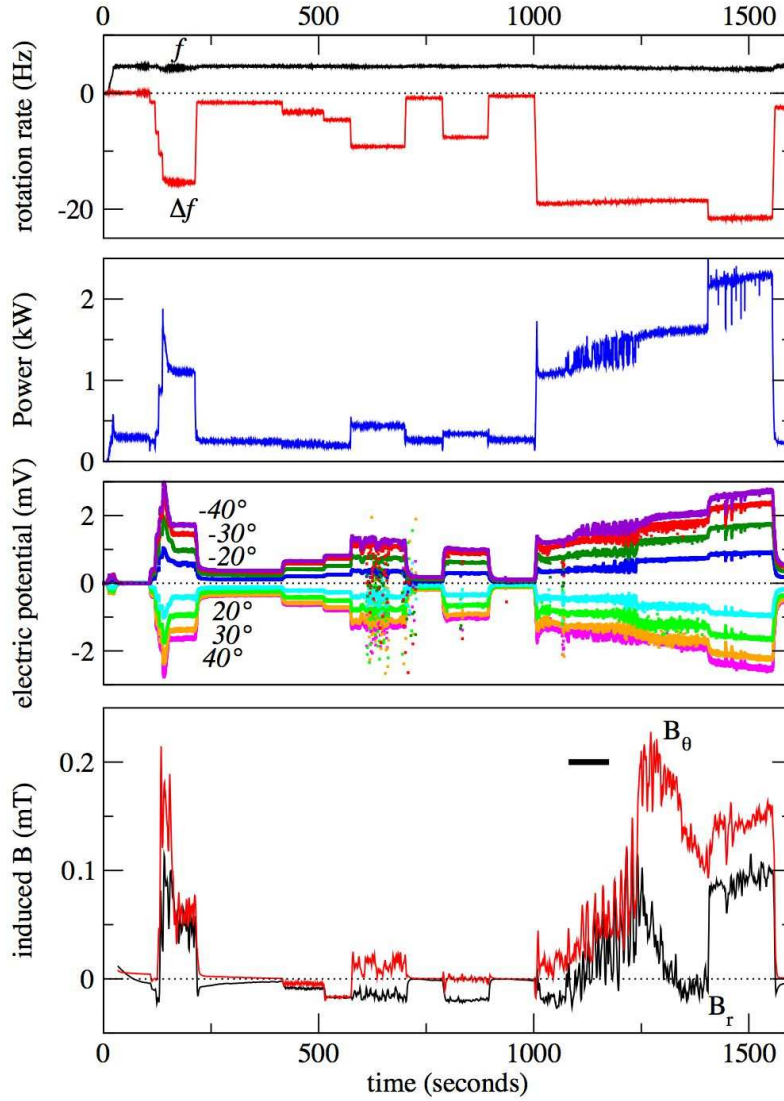 0 500 1000 1500
rotation rate (Hz)
0
-20
f
Δf
Power (kW)
2
1
0
electric potential (mV)
2
0
-2
-40°
-30°
-20°
20°
30°
40°
induced B (mT)
0.2
0.1
0
Bθ
Br
0 500 1000 1500
time (seconds)